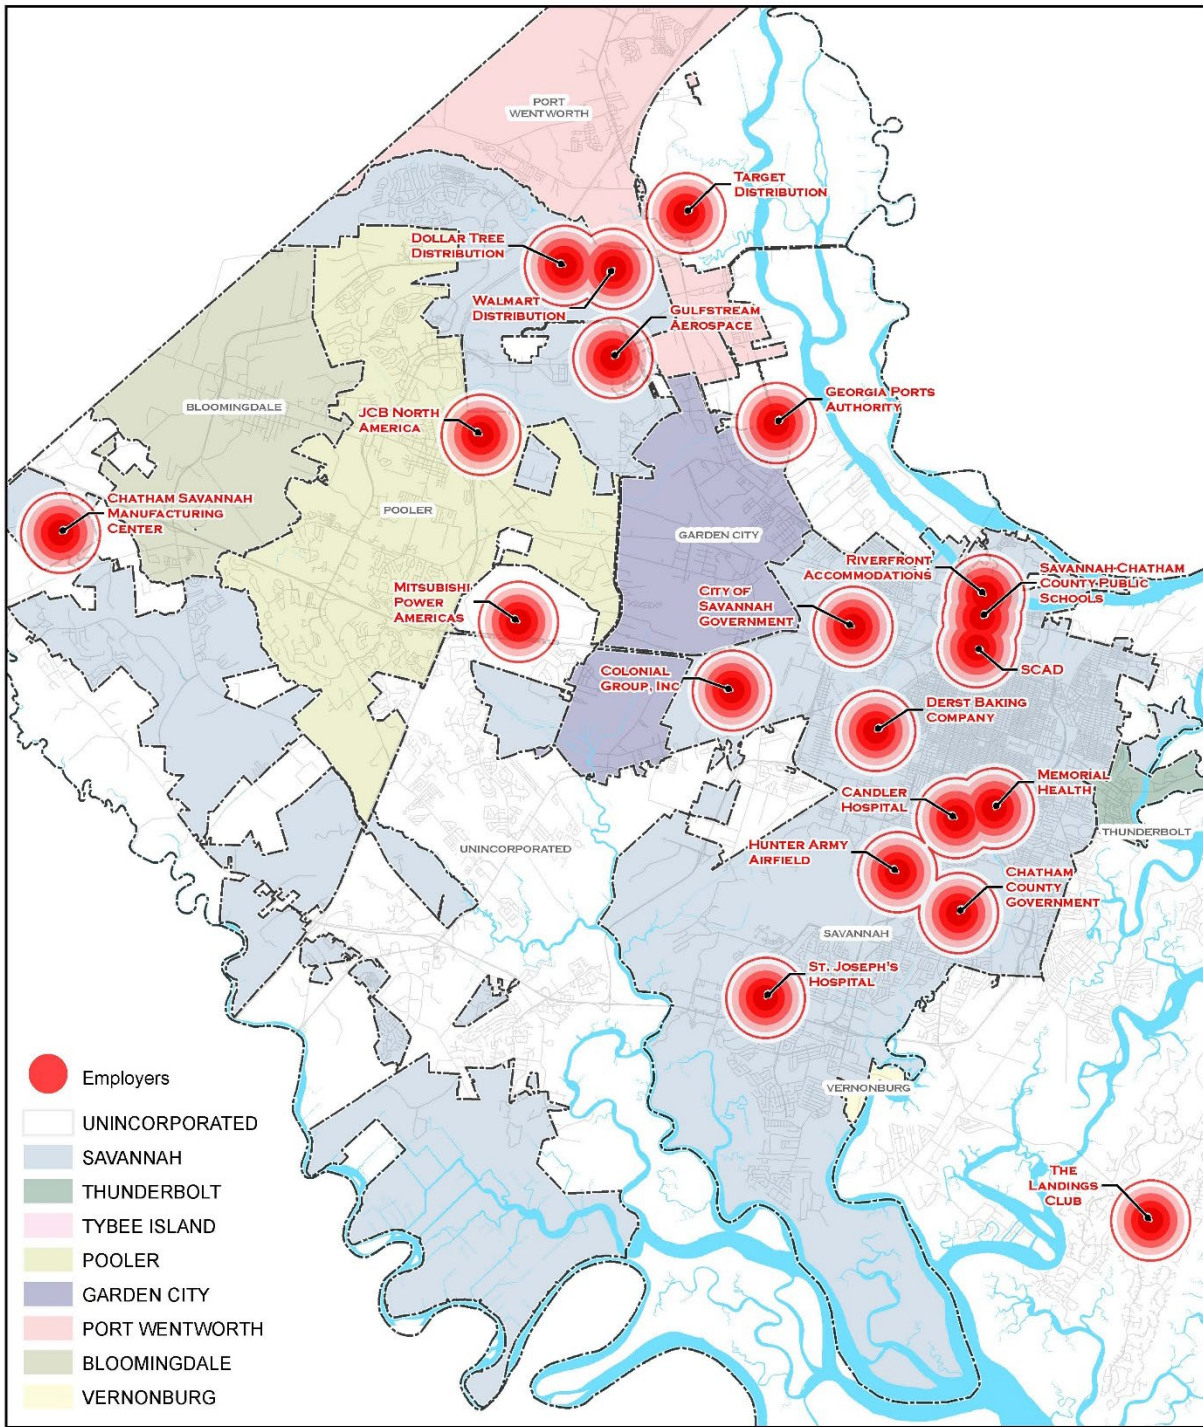 PORT
WENTWORTH
TARGET
DISTRIBUTION
DOLLAR TREE
DISTRIBUTION
WALMART
DISTRIBUTION
GULFSTREAM
AEROSPACE
BLOOMINGDALE
JCB NORTH
AMERICA
GEORGIA PORTS
AUTHORITY
CHATHAM SAVANNAH
MANUFACTURING
CENTER
POOLER
GARDEN CITY
RIVERFRONT
ACCOMMODATIONS
SAVANNAH-CHATHAM
COUNTY PUBLIC
SCHOOLS
MITSUBISHI
POWER
AMERICAS
CITY OF
SAVANNAH
GOVERNMENT
SCAD
COLONIAL
GROUP, INC
DERST BAKING
COMPANY
CANDLER
HOSPITAL
MEMORIAL
HEALTH
THUNDERBOLT
UNINCORPORATED
HUNTER ARMY
AIRFIELD
CHATHAM
COUNTY
GOVERNMENT
SAVANNAH
ST. JOSEPH'S
HOSPITAL
VERNONBURG
THE
LANDINGS
CLUB
Employers
UNINCORPORATED
SAVANNAH
THUNDERBOLT
TYBEE ISLAND
POOLER
GARDEN CITY
PORT WENTWORTH
BLOOMINGDALE
VERNONBURG